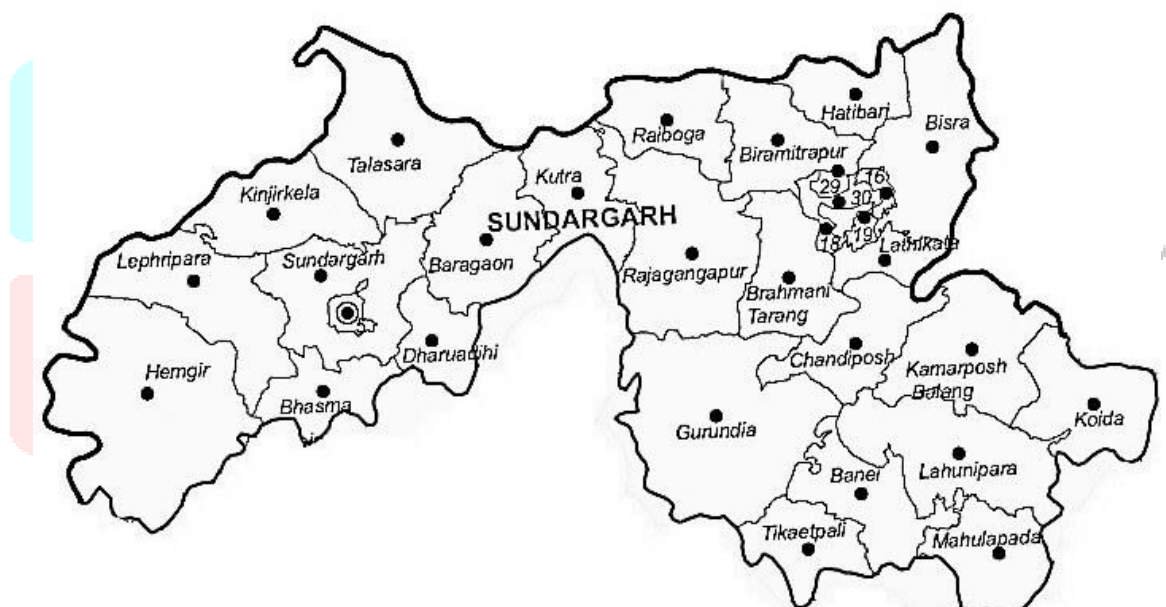 Hatibari
Bisra
Raiboga
Biramitrapur
Talasara
Kutra
29
16
30
Kinjirkela
SUNDARGARH
18
19
Lathikata
Lephripara
Sundargarh
Baragaon
Rajagangapur
Brahmani
Tarang
Dharuadihi
Chandiposh
Kamarposh
Balang
Hemgir
Bhasma
Gurundia
Koida
Banei
Lahunipara
Tikaetpali
Mahulapada